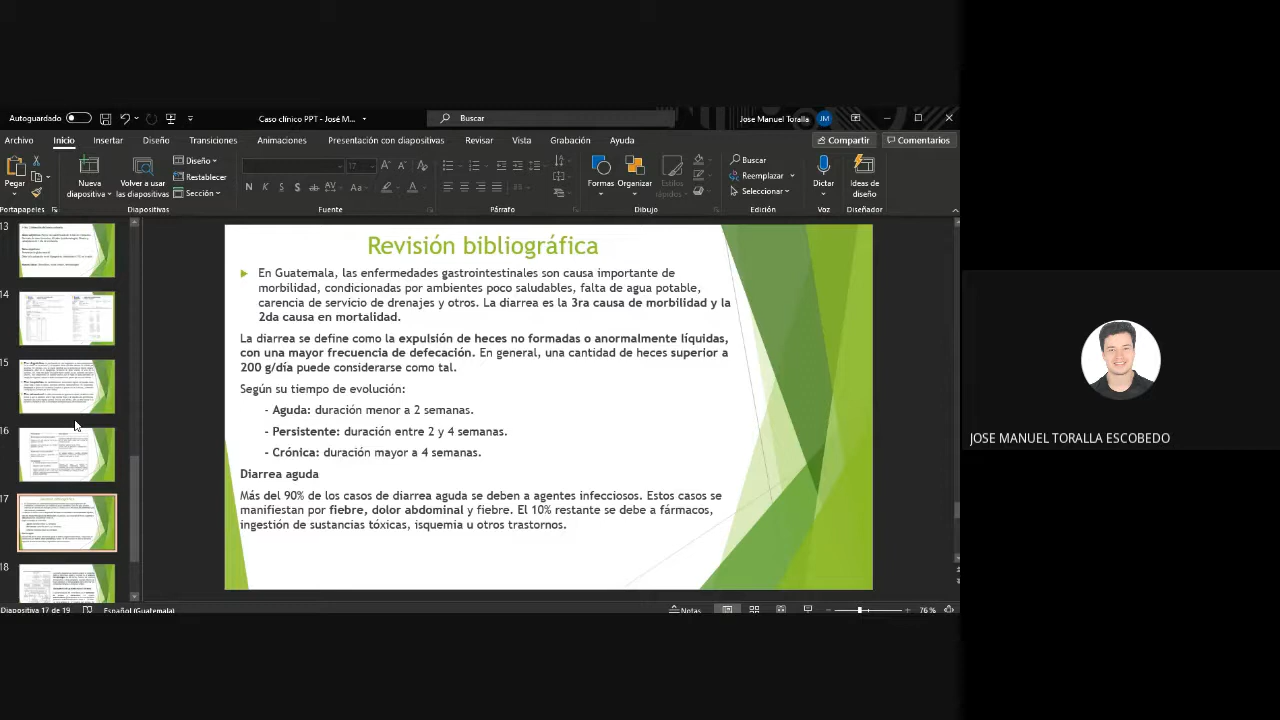 Autoguardado
Caso clínico PPT - José M...
Buscar
Jose Manuel Toralla
JM
Archivo
Inicio
Insertar
Diseño
Transiciones
Animaciones
Presentación con diapositivas
Revisar
Vista
Grabación
Ayuda
Compartir
Comentarios
Pegar
Nueva diapositiva
Volver a usar las diapositivas
Diseño
Restablecer
Sección
17
N K S S ab AV Aa
Formas
Organizar
Estilos rápidos
Buscar
Reemplazar
Seleccionar
Dictar
Ideas de diseño
Portapapeles
Diapositivas
Fuente
Párrafo
Dibujo
Edición
Voz
Diseñador
Revisión bibliográfica
En Guatemala, las enfermedades gastrointestinales son causa importante de
morbilidad, condicionadas por ambientes poco saludables, falta de agua potable,
carencia de servicio de drenajes y otros. La diarrea es la 3ra causa de morbilidad y la
2da causa en mortalidad.
La diarrea se define como la expulsión de heces no formadas o anormalmente líquidas,
con una mayor frecuencia de defecación. En general, una cantidad de heces superior a
200 g/día puede considerarse como tal.
Según su tiempo de evolución:
- Aguda: duración menor a 2 semanas.
- Persistente: duración entre 2 y 4 semanas.
- Crónica: duración mayor a 4 semanas.
Diarrea aguda
Más del 90% de los casos de diarrea aguda se deben a agentes infecciosos. Estos casos se
manifiestan por fiebre, dolor abdominal y fiebre. El 10% restante se debe a fármacos,
ingestión de sustancias tóxicas, isquemia u otros trastornos.
13
14
15
16
17
18
Diapositiva 17 de 19
Español (Guatemala)
Notas
76 %
JOSE MANUEL TORALLA ESCOBEDO